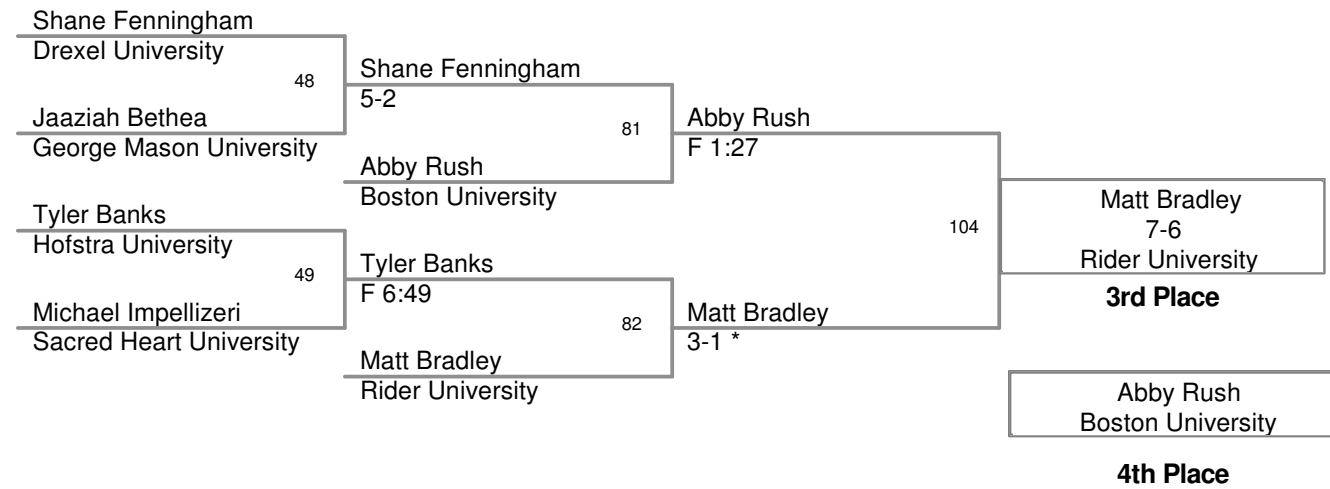 Shane Fenningham
Drexel University
48
Jaaziah Bethea
George Mason University
Tyler Banks
Hofstra University
49
Michael Impellizeri
Sacred Heart University
Shane Fenningham
5-2
81
Abby Rush
Boston University
Tyler Banks
F 6:49
82
Matt Bradley
Rider University
Abby Rush
F 1:27
104
Matt Bradley
3-1 *
Matt Bradley
7-6
Rider University
3rd Place
Abby Rush
Boston University
4th Place